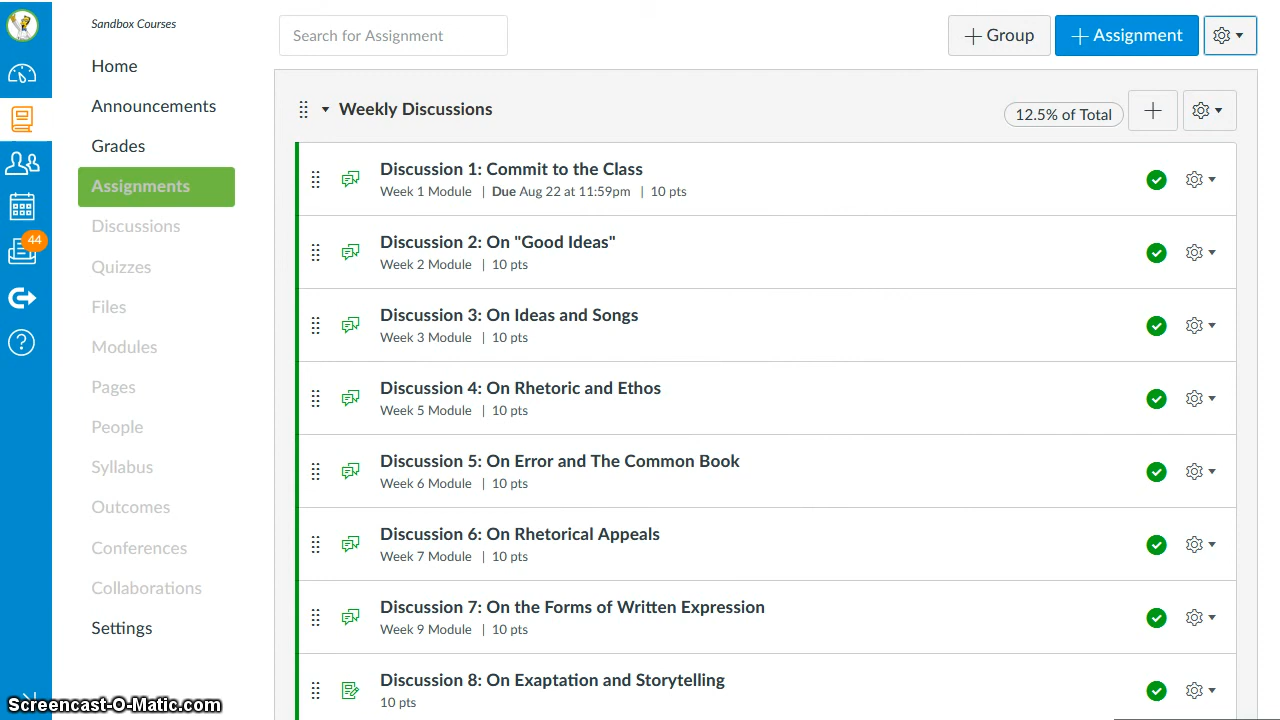 Sandbox Courses
Home
Announcements
Grades
Assignments
Discussions
Quizzes
Files
Modules
Pages
People
Syllabus
Outcomes
Conferences
Collaborations
Settings
44
Search for Assignment
+ Group
+ Assignment
Weekly Discussions
12.5% of Total
Discussion 1: Commit to the Class
Week 1 Module | Due Aug 22 at 11:59pm | 10 pts
Discussion 2: On "Good Ideas"
Week 2 Module | 10 pts
Discussion 3: On Ideas and Songs
Week 3 Module | 10 pts
Discussion 4: On Rhetoric and Ethos
Week 5 Module | 10 pts
Discussion 5: On Error and The Common Book
Week 6 Module | 10 pts
Discussion 6: On Rhetorical Appeals
Week 7 Module | 10 pts
Discussion 7: On the Forms of Written Expression
Week 9 Module | 10 pts
Discussion 8: On Exaptation and Storytelling
10 pts
Screencast-O-Matic.com